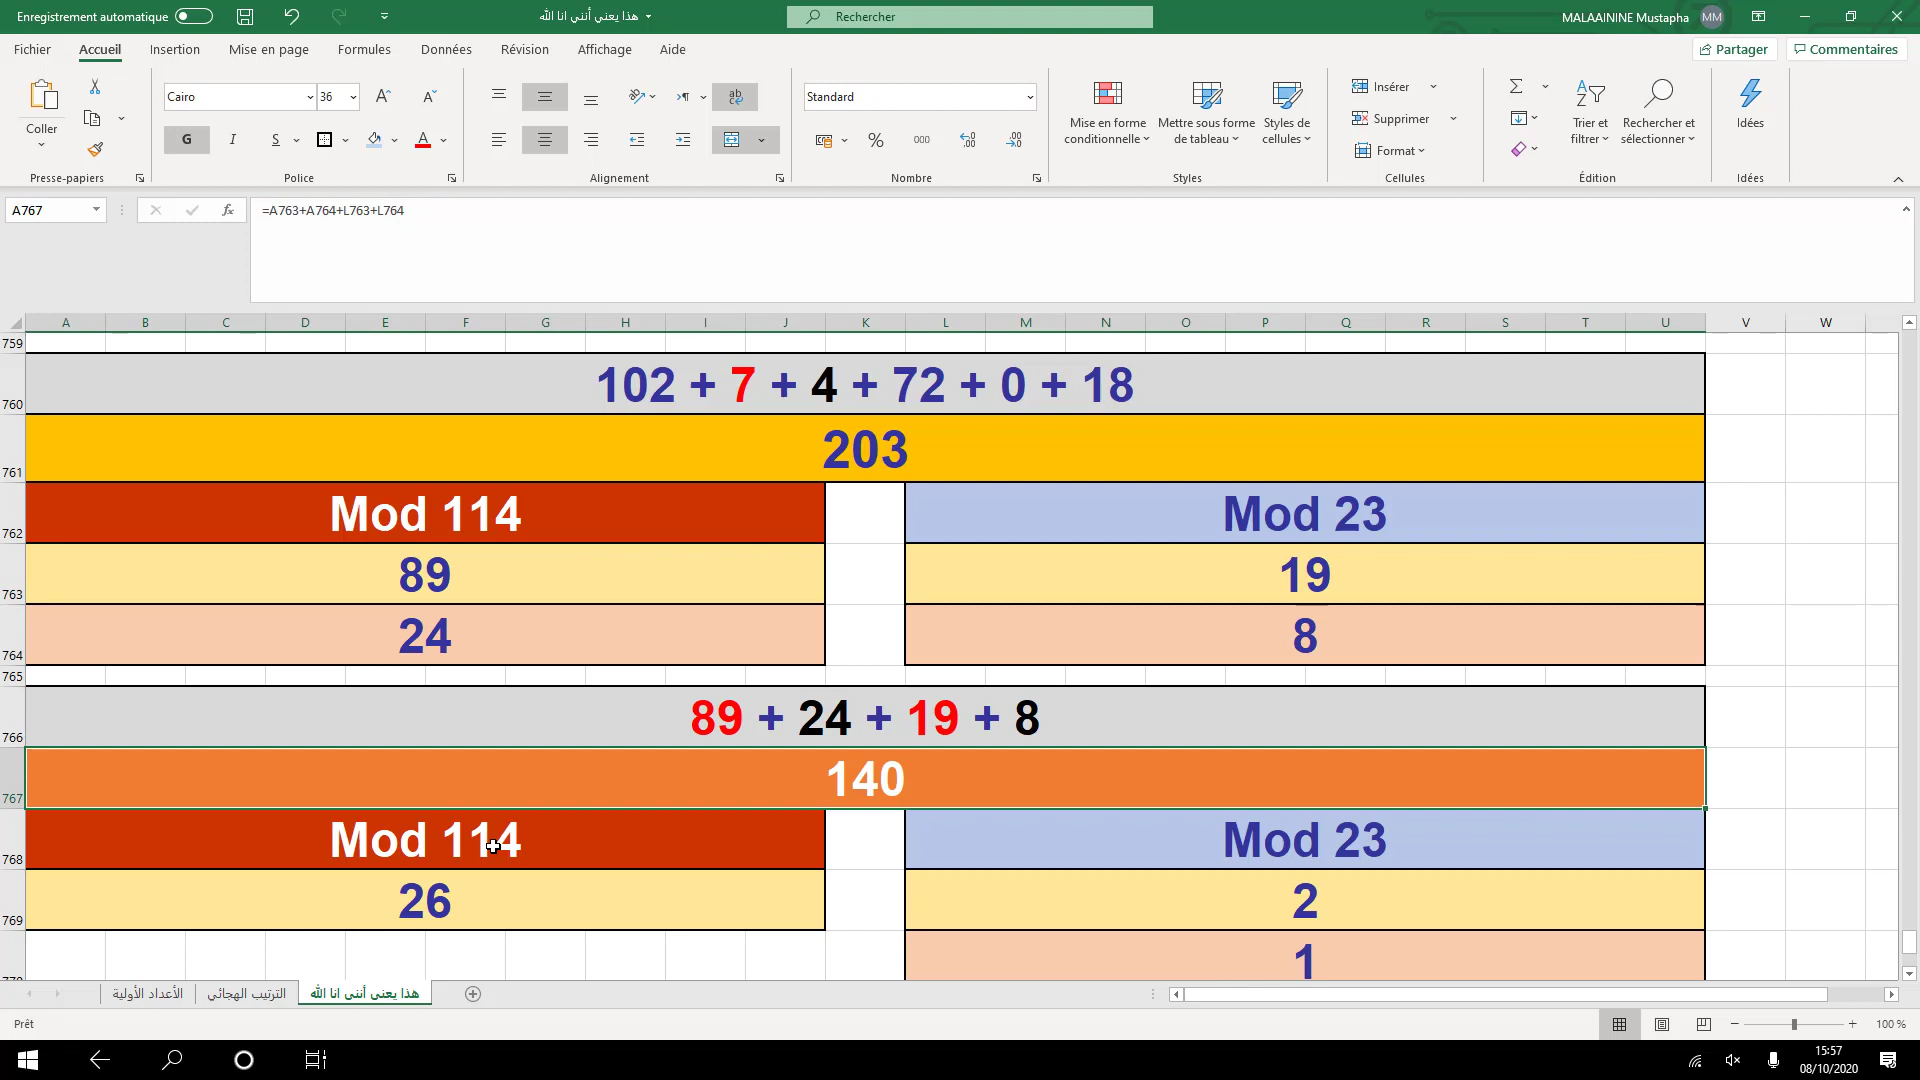 Enregistrement automatique
هذا يعني أنني انا الله
Rechercher
MALAAININE Mustapha MM
Fichier Accueil Insertion Mise en page Formules Données Révision Affichage Aide
Partager Commentaires
Coller
Presse-papiers
Cairo 36
G I S
Police
Alignement
Standard
% 000
Nombre
Mise en forme conditionnelle
Mettre sous forme de tableau
Styles de cellules
Styles
Insérer
Supprimer
Format
Cellules
Trier et filtrer
Rechercher et sélectionner
Édition
Idées
Idées
A767 fx =A763+A764+L763+L764
A B C D E F G H I J K L M N O P Q R S T U V W
759
760 102 + 7 + 4 + 72 + 0 + 18
761 203
762 Mod 114 Mod 23
763 89 19
764 24 8
765
766 89 + 24 + 19 + 8
767 140
768 Mod 114 Mod 23
769 26 2
1
الأعداد الأولية الترتيب الهجائي هذا يعني أنني انا الله
Prêt
100 %
15:57
08/10/2020